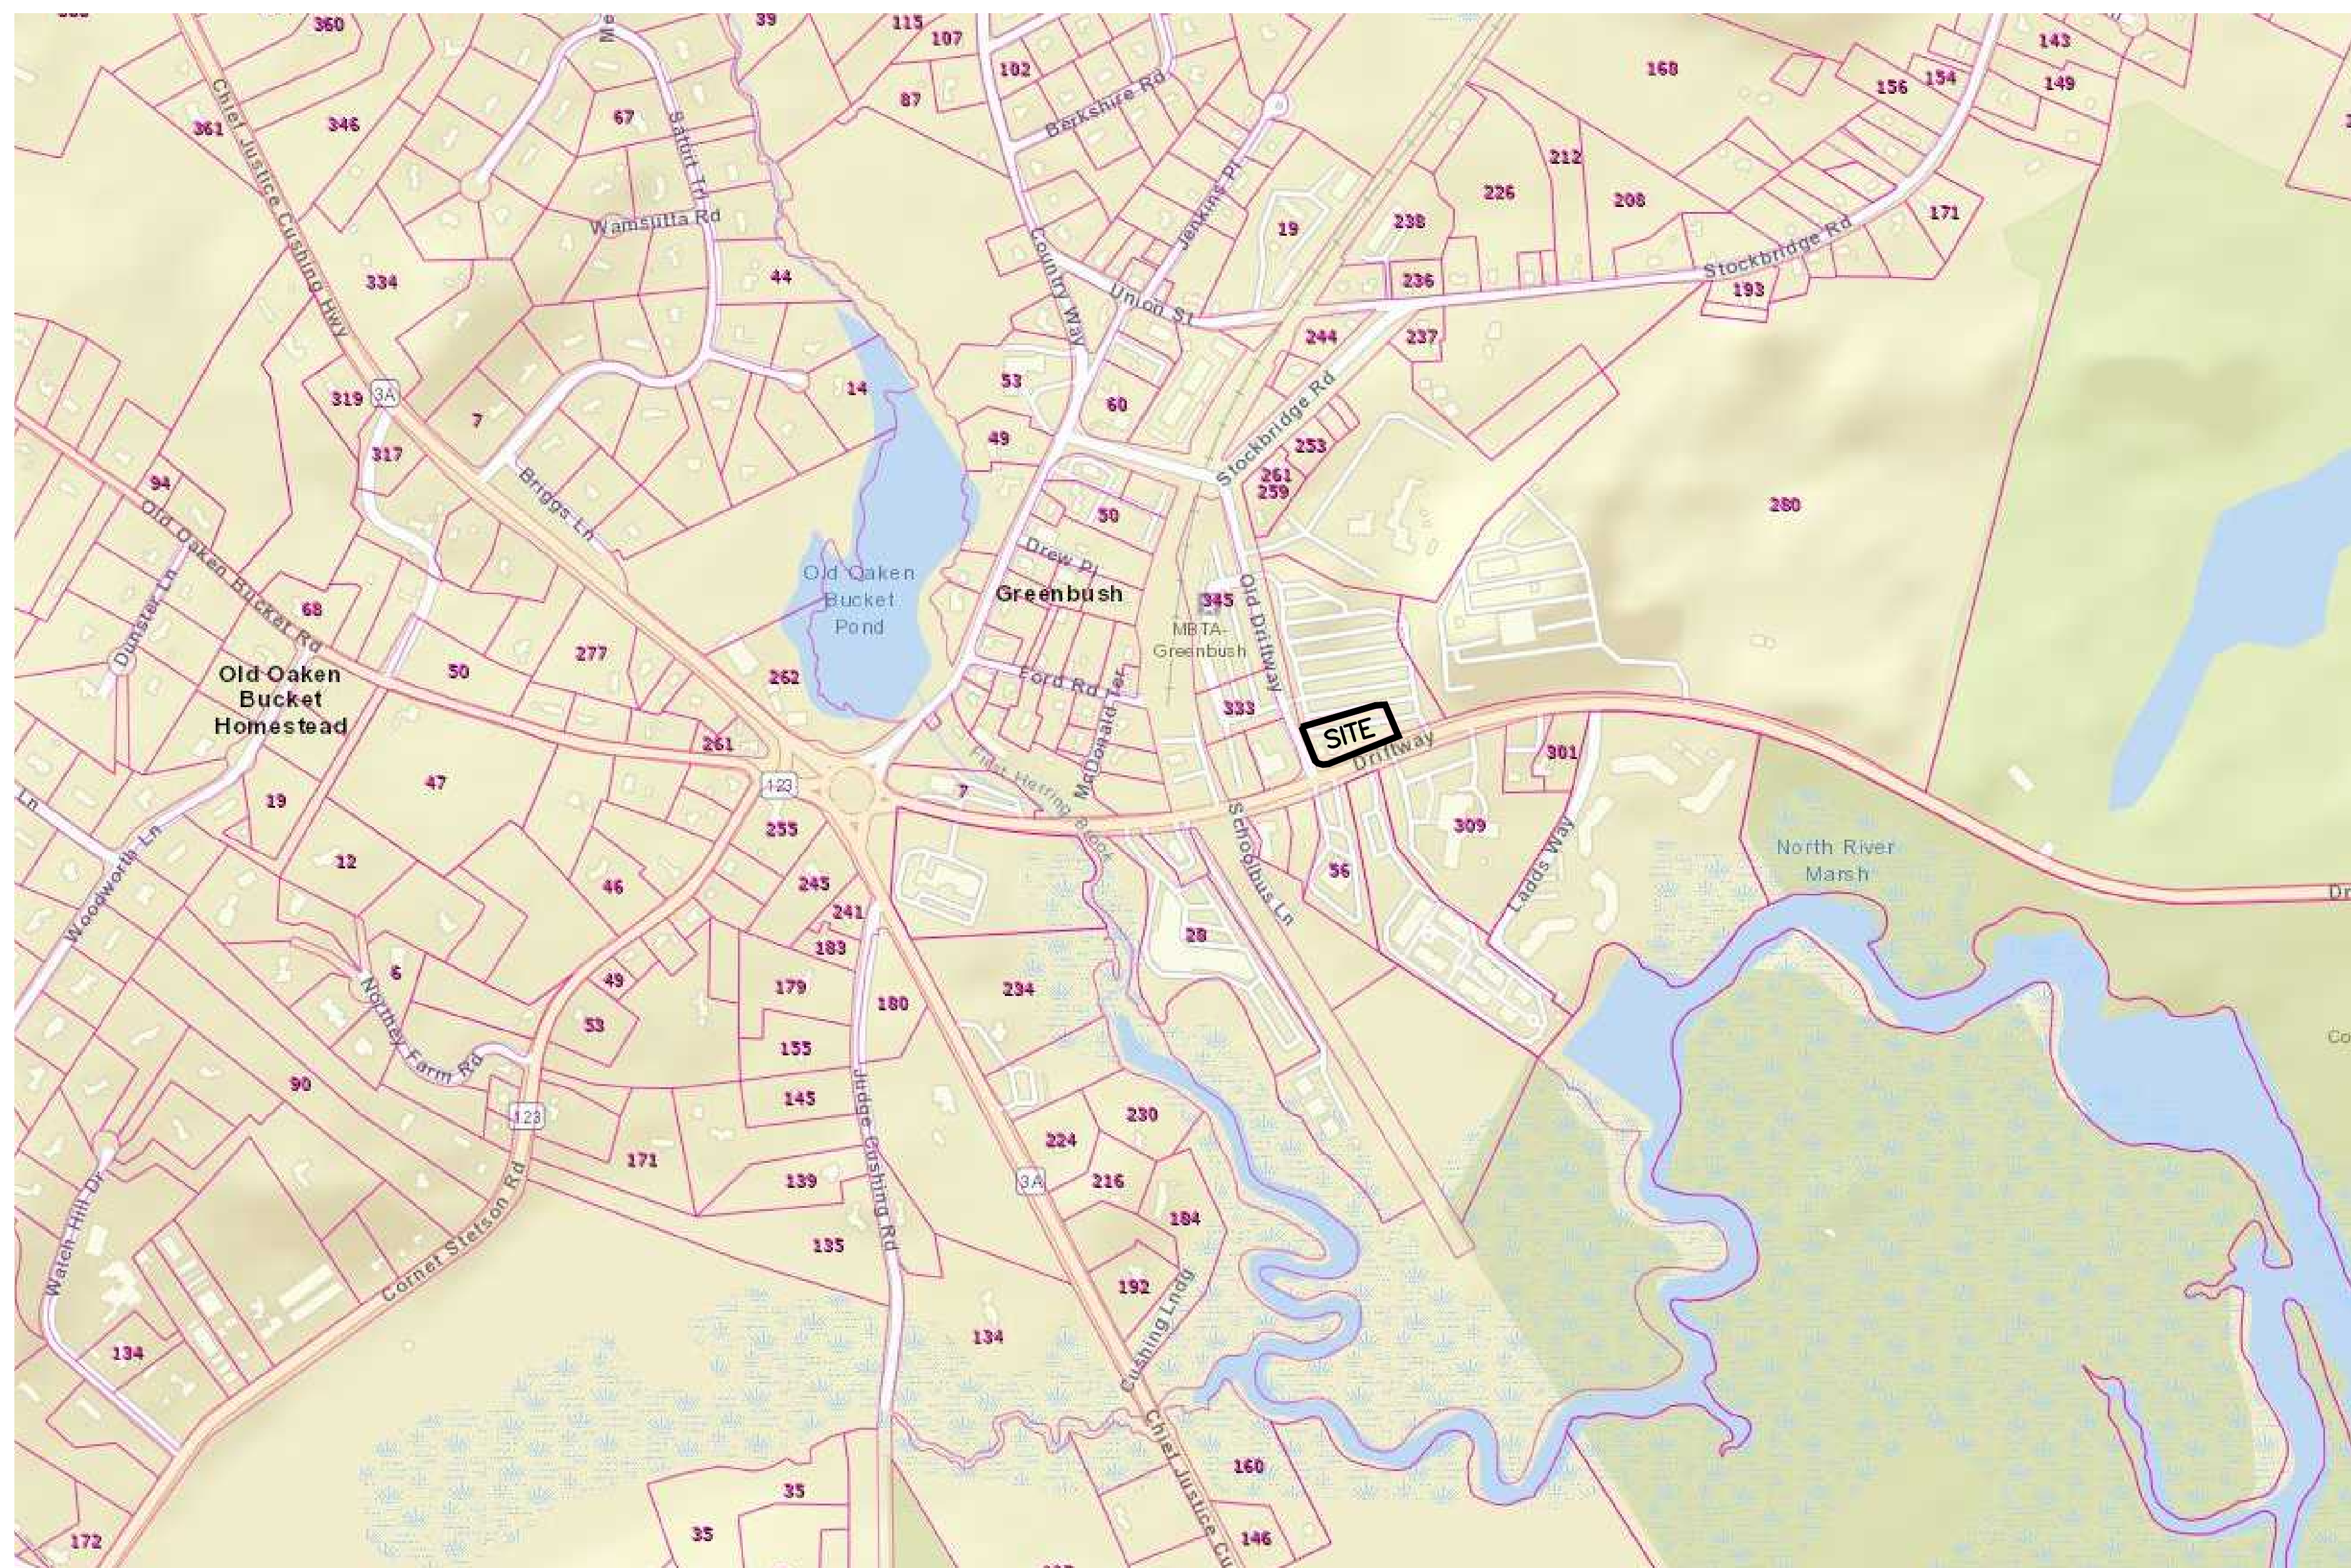 360
39
115
107
102
87
168
143
156
154
149
Chief Justice Cushing Hwy
361
346
67
Satuit Trl
Berkshire Rd
Jenkins Pl
212
226
208
171
Wamsutta Rd
19
238
Stockbridge Rd
334
44
Country Way
Union St
236
193
244
237
319
3A
7
14
53
60
Stockbridge Rd
317
49
253
94
261
259
Old Oaken Bucket Rd
Briggs Ln
50
280
Drew Pl
Dunster Ln
68
Old Oaken
Bucket
Pond
Greenbush
345
Old Driftway
MBTA-
Greenbush
277
Old Oaken
Bucket
Homestead
50
262
Ford Rd
McDonald Ter
333
SITE
Driftway
261
301
First Herring Brook
47
123
7
19
255
Schoolbus Ln
309
Ladds Way
North River
Marsh
Ln
Woodworth Ln
12
46
245
56
Dr
241
183
28
6
49
179
180
234
Northey Farm Rd
53
155
Co
90
145
Judge Cushing Rd
230
123
224
171
139
3A
216
184
Watch Hill Dr
Cornet Stetson Rd
135
192
Cushing Lndg
134
134
Chief Justice Cu
160
35
35
146
172